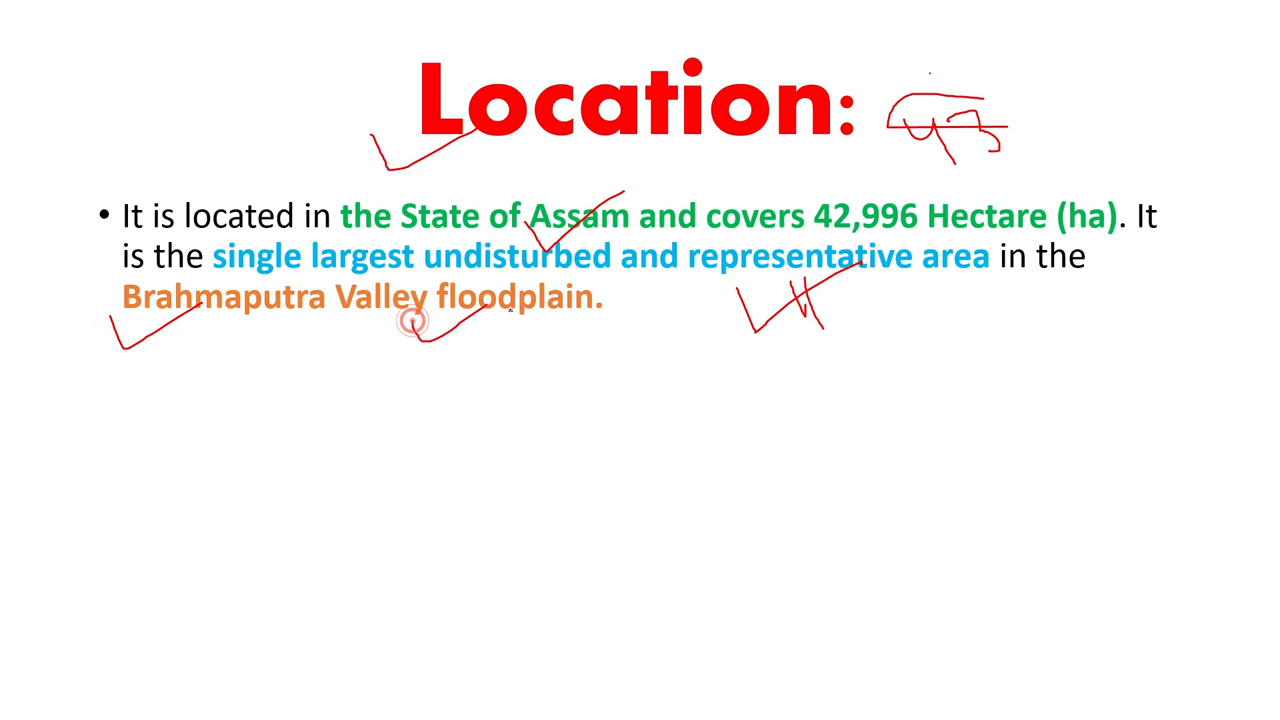 Location:
• It is located in the State of Assam and covers 42,996 Hectare (ha). It
is the single largest undisturbed and representative area in the
Brahmaputra Valley floodplain.